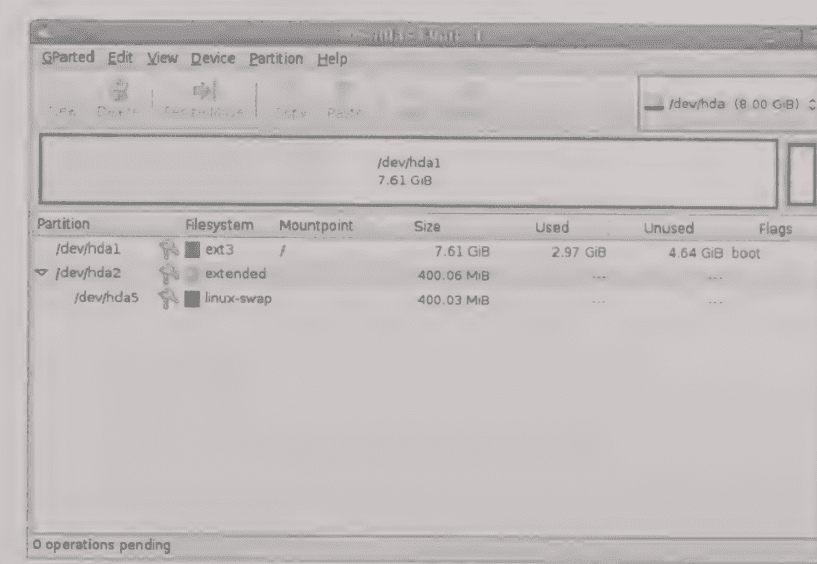 GParted Edit View Device Partition Help
/dev/hda (8.00 GiB)
Paste
/dev/hda1
7.61 GiB
Partition Filesystem Mountpoint Size Used Unused Flags
/dev/hda1 ext3 / 7.61 GiB 2.97 GiB 4.64 GiB boot
/dev/hda2 extended 400.06 MiB --- ---
/dev/hda5 linux-swap 400.03 MiB --- ---
0 operations pending